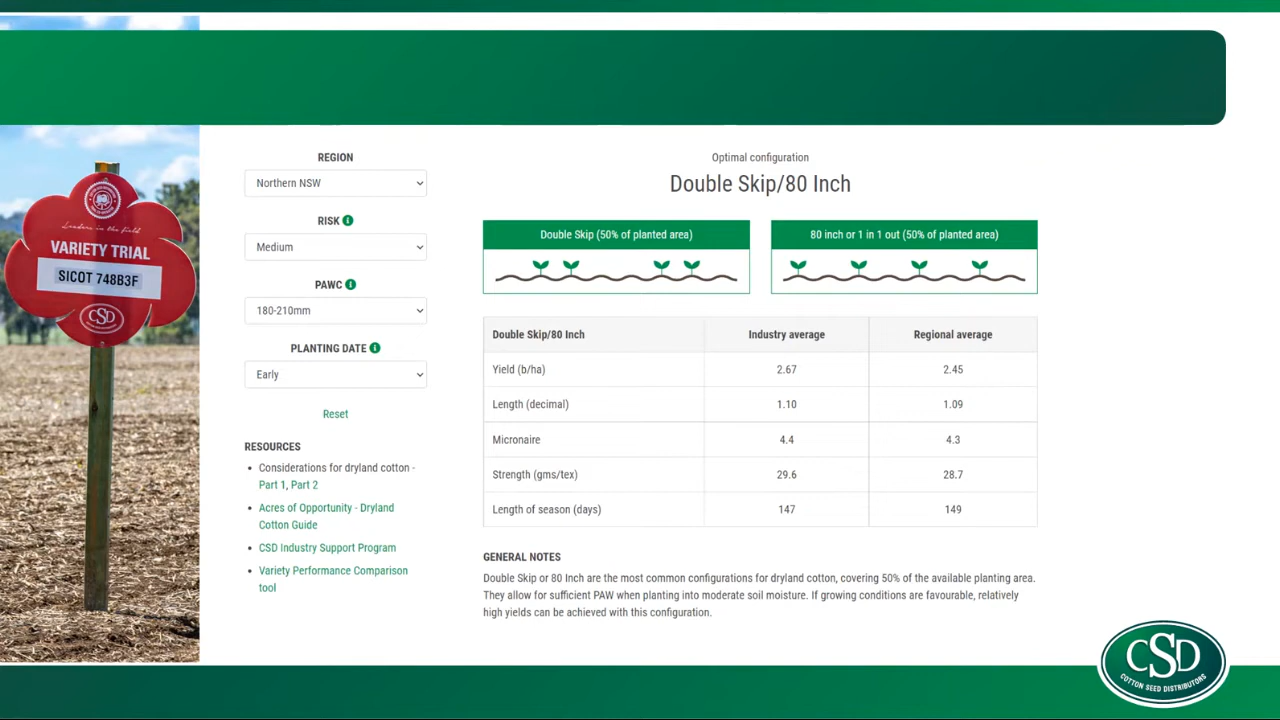 Leaders in the Field
VARIETY TRIAL
SICOT 748B3F
CSD
REGION
Northern NSW
RISK
Medium
PAWC
180-210mm
PLANTING DATE
Early
Reset
RESOURCES
Considerations for dryland cotton -
Part 1, Part 2
Acres of Opportunity - Dryland
Cotton Guide
CSD Industry Support Program
Variety Performance Comparison
tool
Optimal configuration
Double Skip/80 Inch
Double Skip (50% of planted area)
80 inch or 1 in 1 out (50% of planted area)
Double Skip/80 Inch Industry average Regional average
Yield (b/ha) 2.67 2.45
Length (decimal) 1.10 1.09
Micronaire 4.4 4.3
Strength (gms/tex) 29.6 28.7
Length of season (days) 147 149
GENERAL NOTES
Double Skip or 80 Inch are the most common configurations for dryland cotton, covering 50% of the available planting area.
They allow for sufficient PAW when planting into moderate soil moisture. If growing conditions are favourable, relatively
high yields can be achieved with this configuration.
CSD
COTTON SEED DISTRIBUTORS